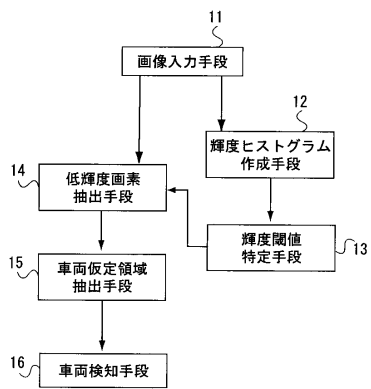 11
画像入力手段
12
輝度ヒストグラム
作成手段
14
低輝度画素
抽出手段
輝度閾値
特定手段
13
15
車両仮定領域
抽出手段
16
車両検知手段